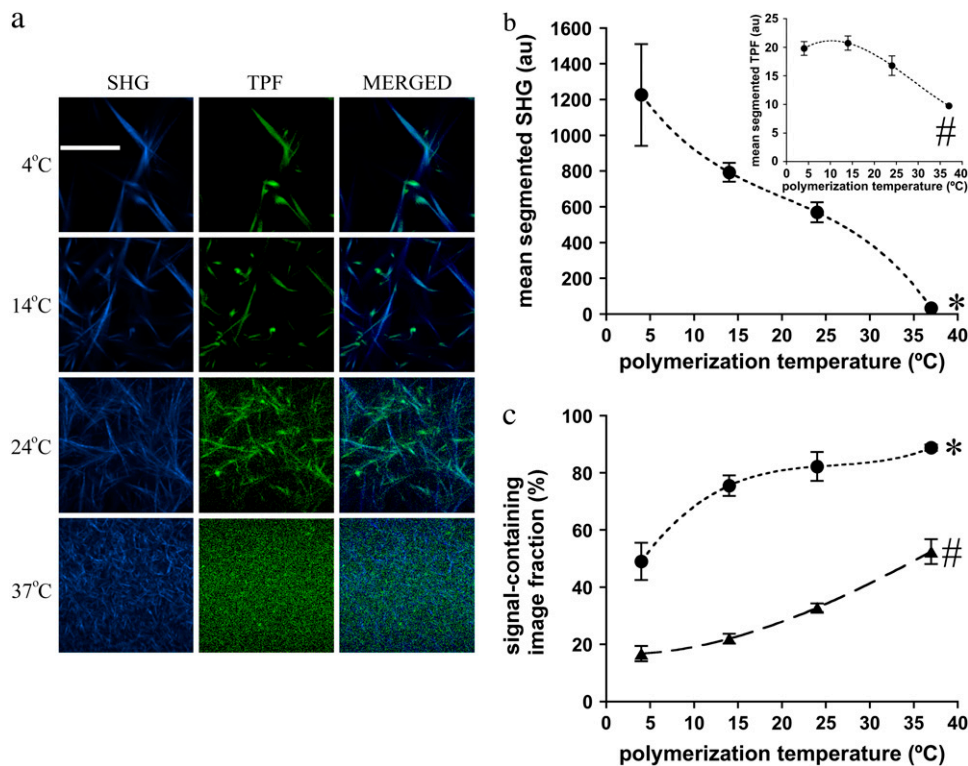 a
SHG TPF MERGED
4°C
14°C
24°C
37°C
b
mean segmented SHG (au)
1600
1400
1200
1000
800
600
400
200
0
0 5 10 15 20 25 30 35 40
polymerization temperature (ºC)
*
mean segmented TPF (au)
25
20
15
10
5
0
0 5 10 15 20 25 30 35 40
polymerization temperature (ºC)
#
c
signal-containing
image fraction (%)
100
80
60
40
20
0
0 5 10 15 20 25 30 35 40
polymerization temperature (ºC)
*
#